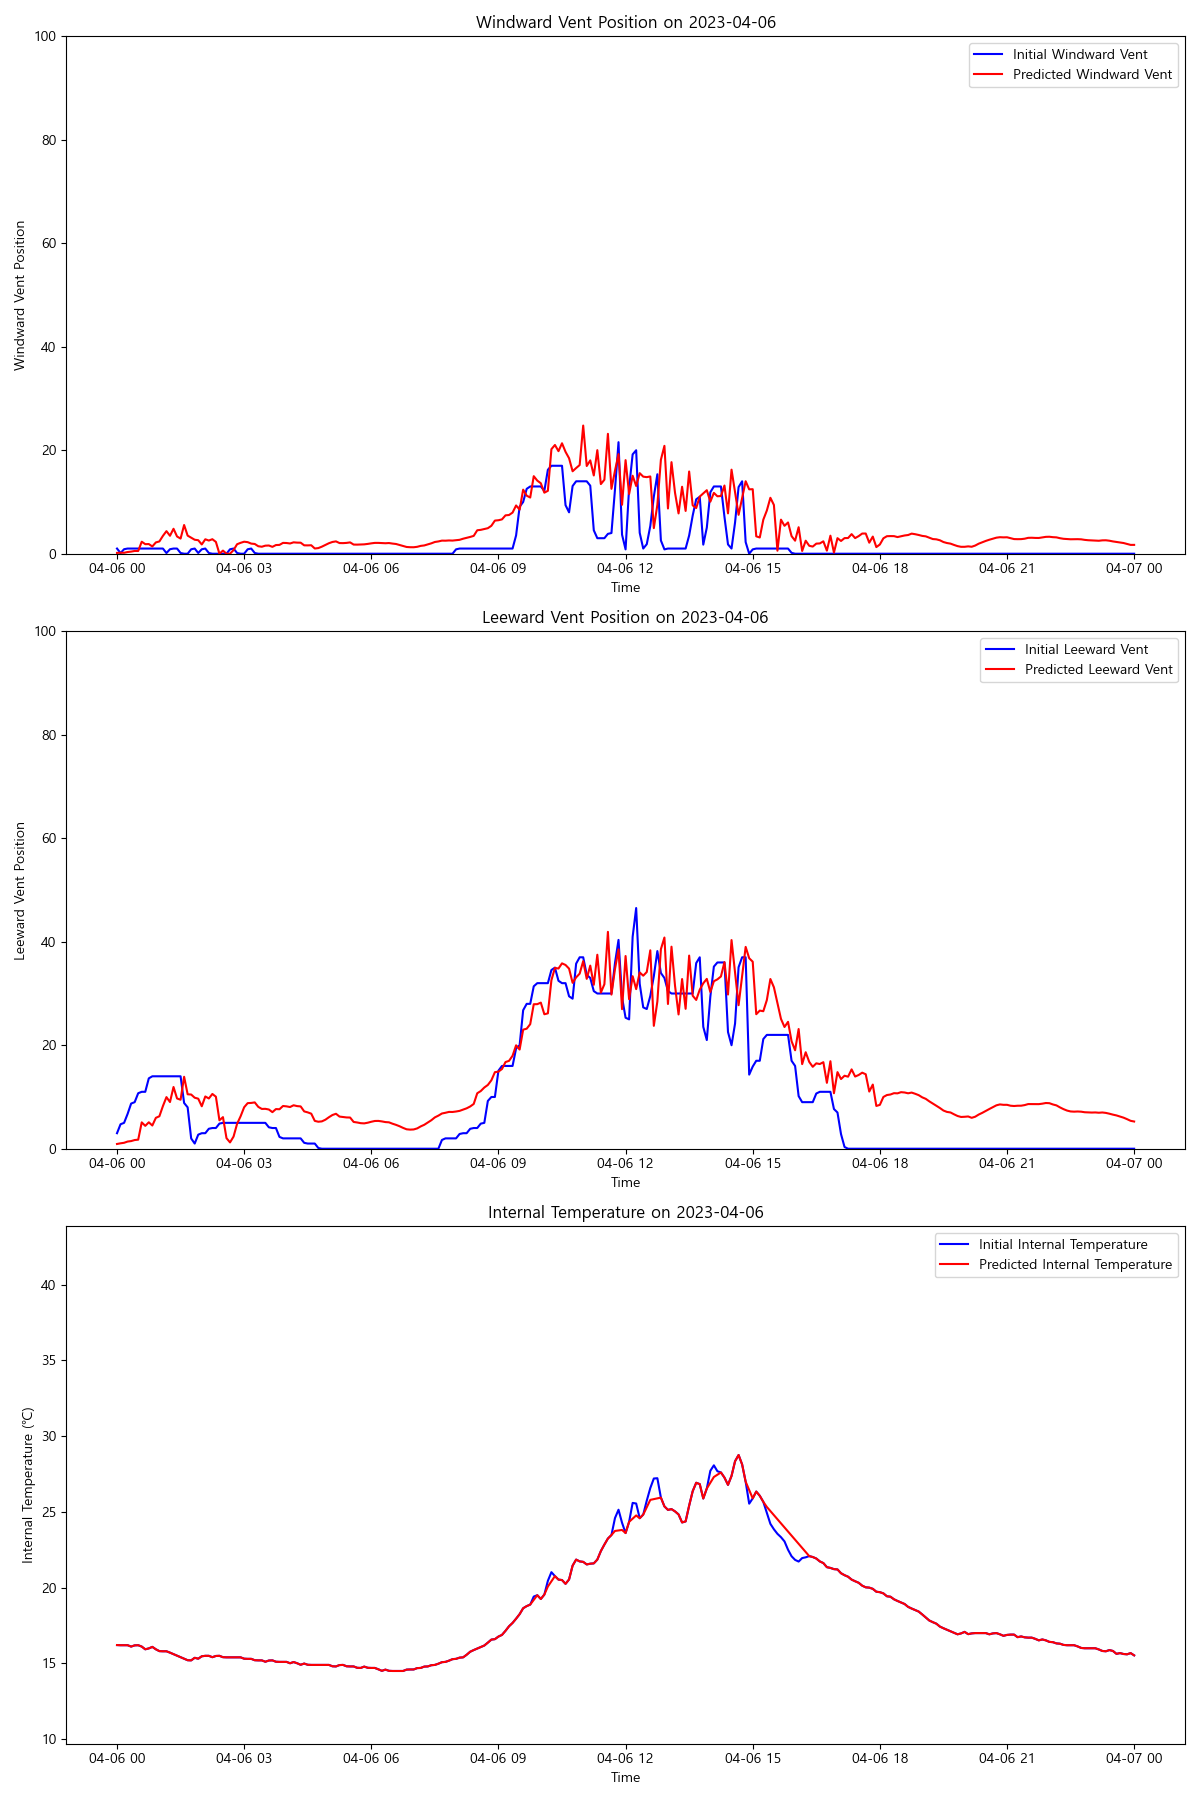 Windward Vent Position on 2023-04-06
100
80
60
40
20
0
Windward Vent Position
Initial Windward Vent
Predicted Windward Vent
04-06 00 04-06 03 04-06 06 04-06 09 04-06 12 04-06 15 04-06 18 04-06 21 04-07 00
Time
Leeward Vent Position on 2023-04-06
100
80
60
40
20
0
Leeward Vent Position
Initial Leeward Vent
Predicted Leeward Vent
04-06 00 04-06 03 04-06 06 04-06 09 04-06 12 04-06 15 04-06 18 04-06 21 04-07 00
Time
Internal Temperature on 2023-04-06
40
35
30
25
20
15
10
Internal Temperature (℃)
Initial Internal Temperature
Predicted Internal Temperature
04-06 00 04-06 03 04-06 06 04-06 09 04-06 12 04-06 15 04-06 18 04-06 21 04-07 00
Time